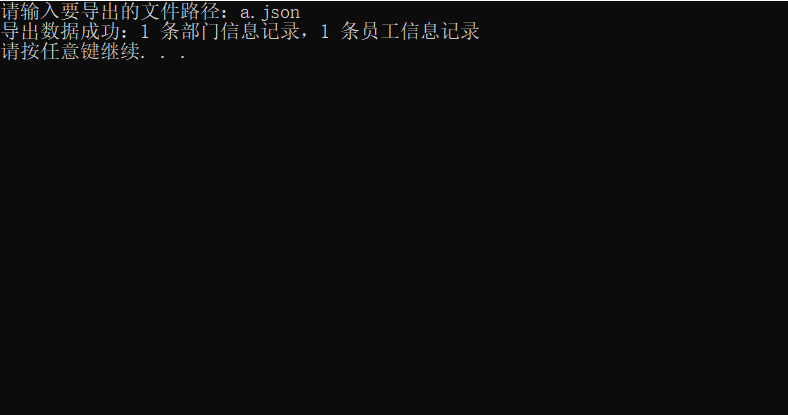 请输入要导出的文件路径：a.json
导出数据成功：1 条部门信息记录，1 条员工信息记录
请按任意键继续. . .